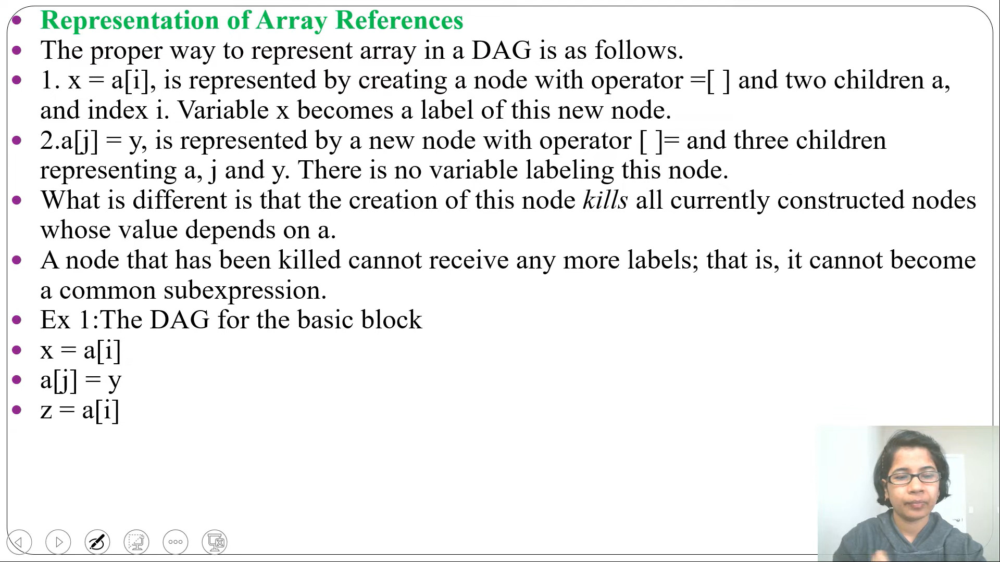 Representation of Array References
The proper way to represent array in a DAG is as follows.
1. x = a[i], is represented by creating a node with operator =[ ] and two children a,
and index i. Variable x becomes a label of this new node.
2.a[j] = y, is represented by a new node with operator [ ]= and three children
representing a, j and y. There is no variable labeling this node.
What is different is that the creation of this node kills all currently constructed nodes
whose value depends on a.
A node that has been killed cannot receive any more labels; that is, it cannot become
a common subexpression.
Ex 1:The DAG for the basic block
x = a[i]
a[j] = y
z = a[i]